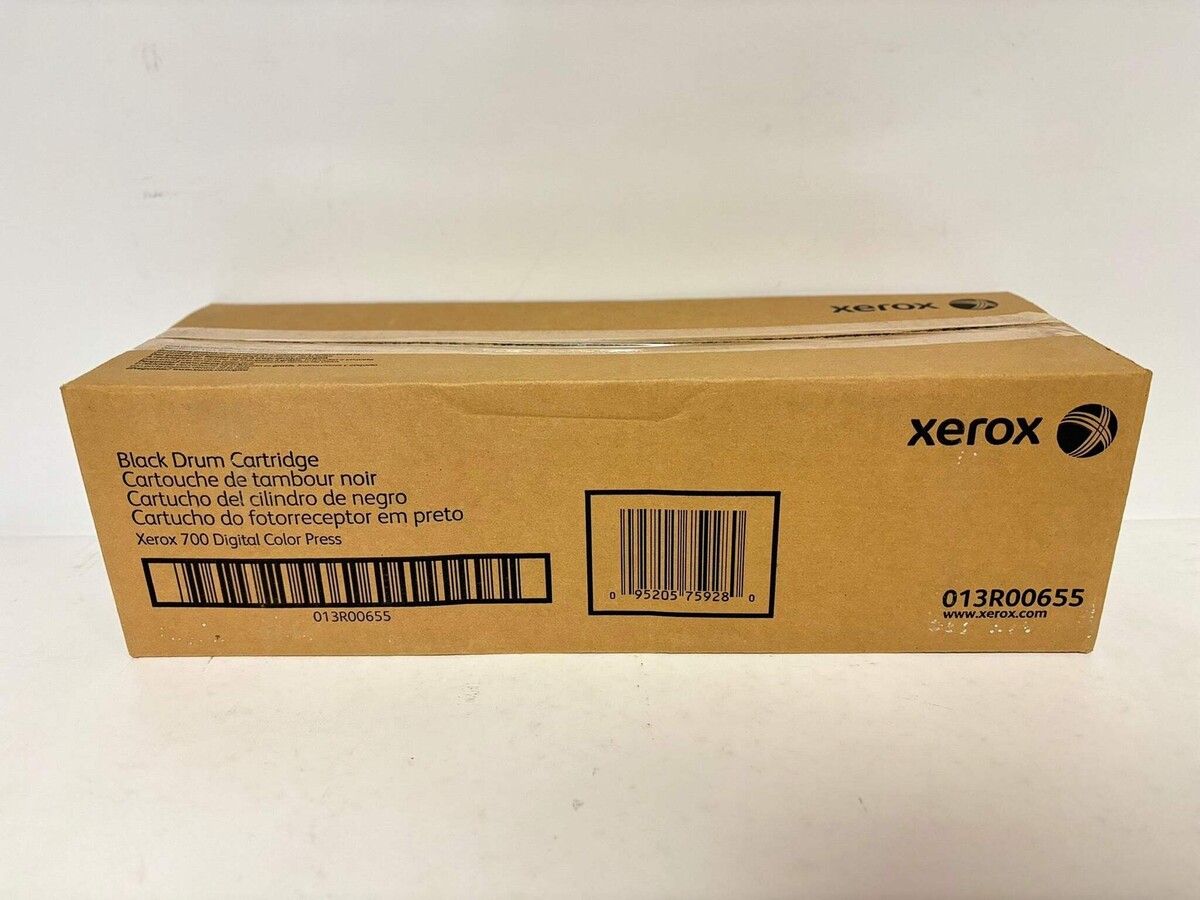 xerox
xerox
Black Drum Cartridge
Cartouche de tambour noir
Cartucho del cilindro de negro
Cartucho do fotorreceptor em preto
Xerox 700 Digital Color Press
013R00655
0 95205 75928 0
013R00655
www.xerox.com